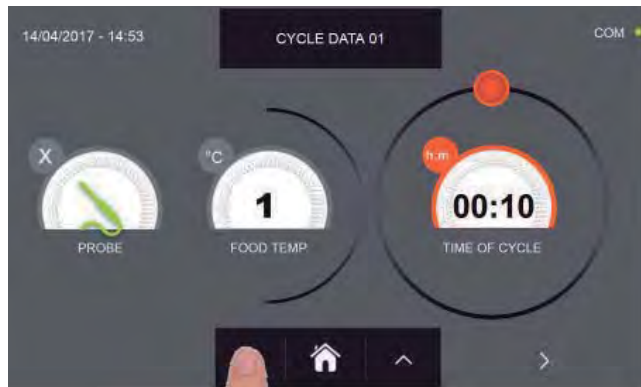 14/04/2017 - 14:53
CYCLE DATA 01
COM
X
°C
h.m
1
00:10
PROBE
FOOD TEMP
TIME OF CYCLE